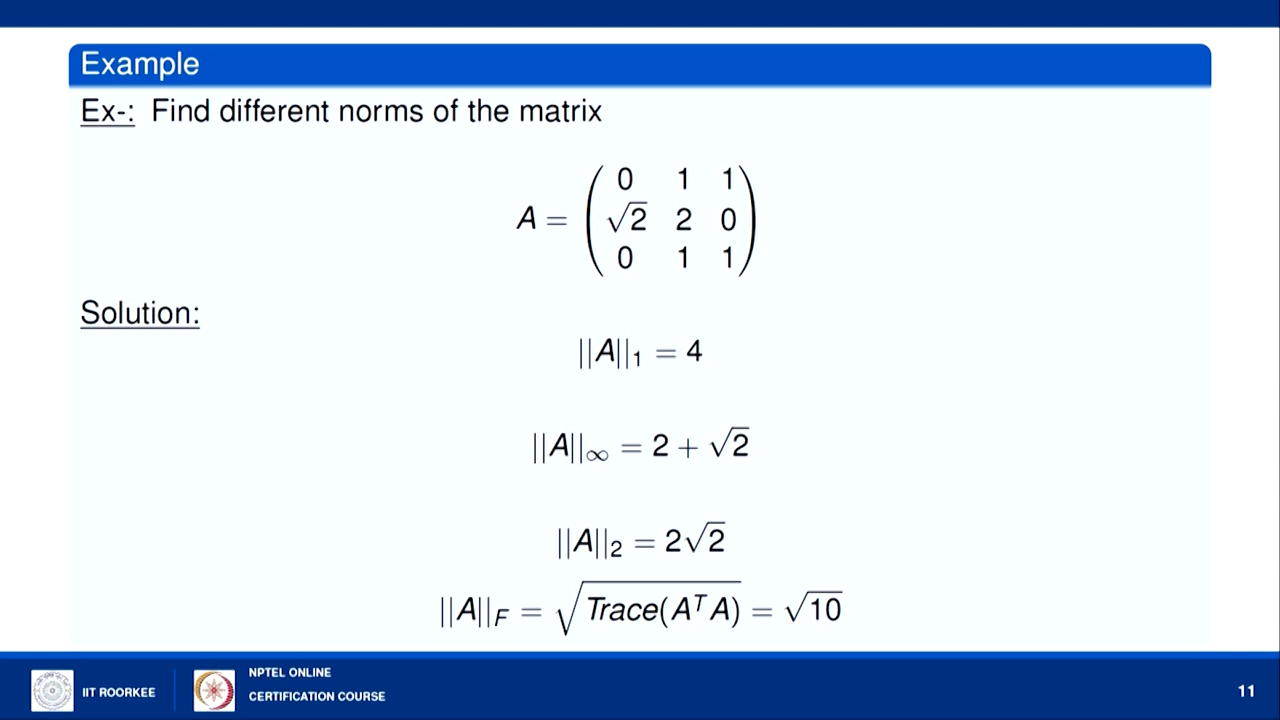 Example
Ex-: Find different norms of the matrix
A = ( 0 1 1
√2 2 0
0 1 1 )
Solution:
||A||₁ = 4
||A||∞ = 2 + √2
||A||₂ = 2√2
||A||_F = √Trace(AᵀA) = √10
IIT ROORKEE
NPTEL ONLINE
CERTIFICATION COURSE
11